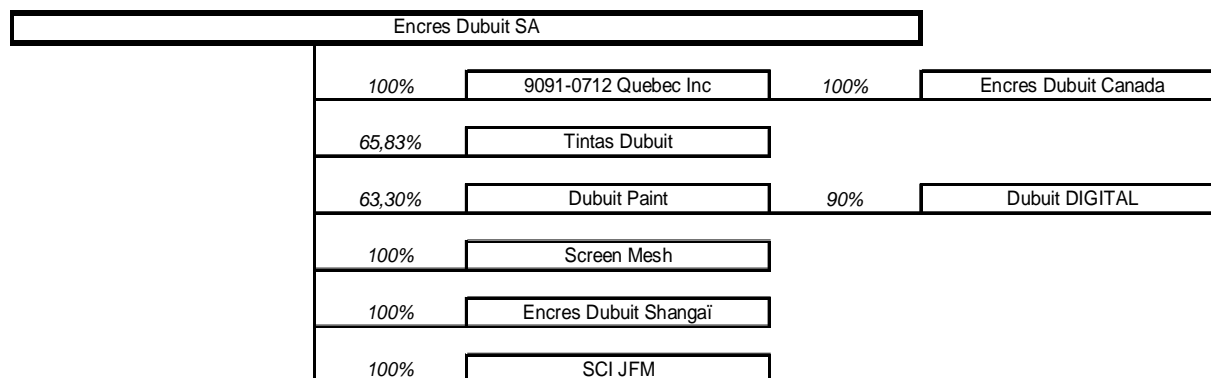 Encres Dubuit SA
100% 9091-0712 Quebec Inc 100% Encres Dubuit Canada
65,83% Tintas Dubuit
63,30% Dubuit Paint 90% Dubuit DIGITAL
100% Screen Mesh
100% Encres Dubuit Shangaï
100% SCI JFM